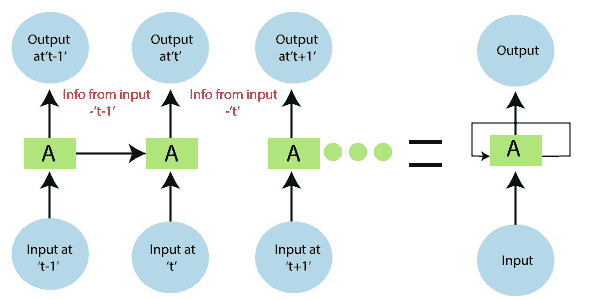 Output
at't-1'
Output
at't'
Output
at't+1'
Output
Info from input
-'t-1'
Info from input
-'t'
A
A
A
A
Input at
't-1'
Input at
't'
Input at
't+1'
Input